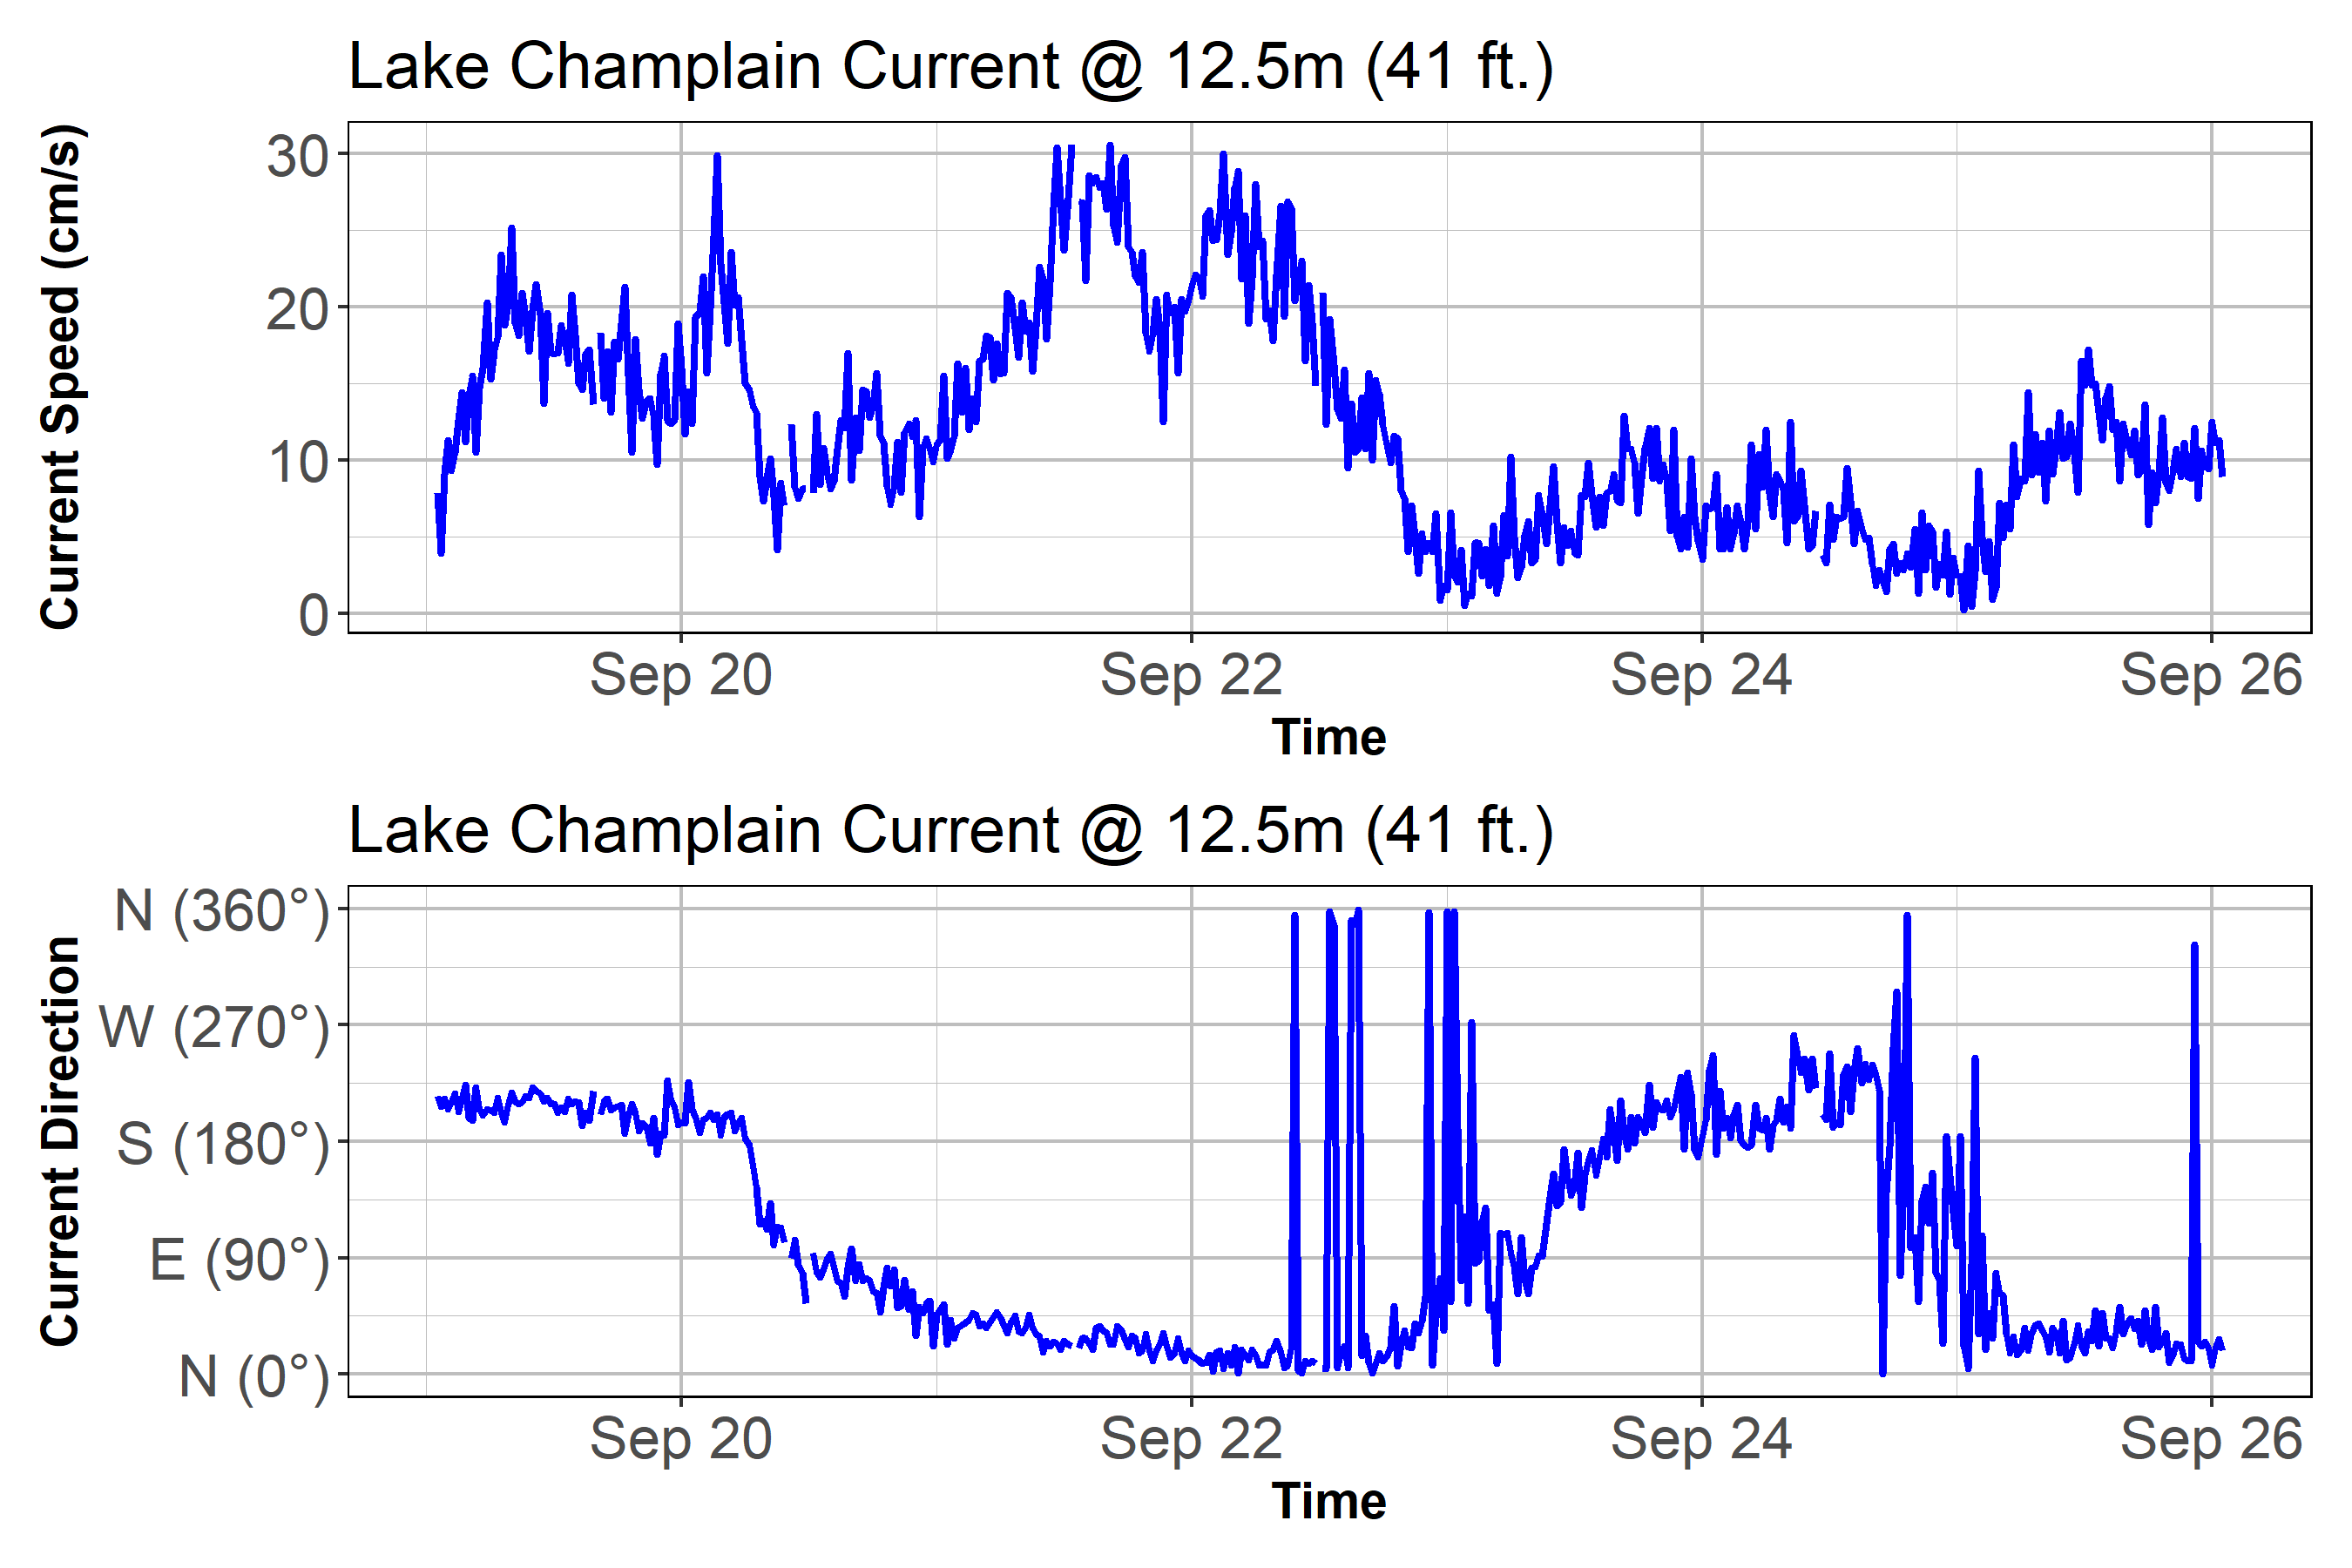 Lake Champlain Current @ 12.5m (41 ft.)
Current Speed (cm/s)
30
20
10
0
Sep 20 Sep 22 Sep 24 Sep 26
Time
Lake Champlain Current @ 12.5m (41 ft.)
Current Direction
N (360°)
W (270°)
S (180°)
E (90°)
N (0°)
Sep 20 Sep 22 Sep 24 Sep 26
Time